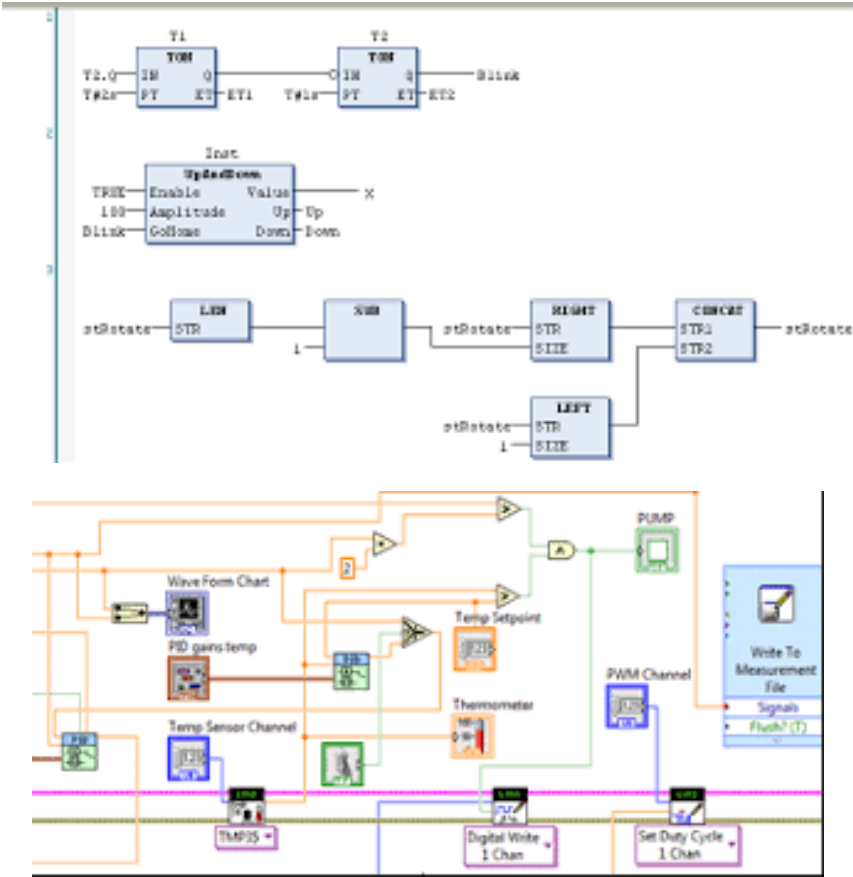 1
T1 T2
TON TON
T2.Q IN Q IN Q Blink
T#2s PT ET ET1 T#1s PT ET ET2
2
Inst
UpAndDown
TRUE Enable Value X
100 Amplitude Up Up
Blink GoHome Down Down
3
LEN SUB RIGHT CONCAT
stRotate STR stRotate STR STR1 stRotate
1 SIZE STR2
LEFT
stRotate STR
1 SIZE
PUMP
2
Wave Form Chart
Temp Setpoint
PID gains temp
PID
Write To
Measurement
File
PWM Channel
Signals
Flush? (T)
Thermometer
Temp Sensor Channel
PID
TMP3$
Digital Write
1 Chan
Set Duty Cycle
1 Chan